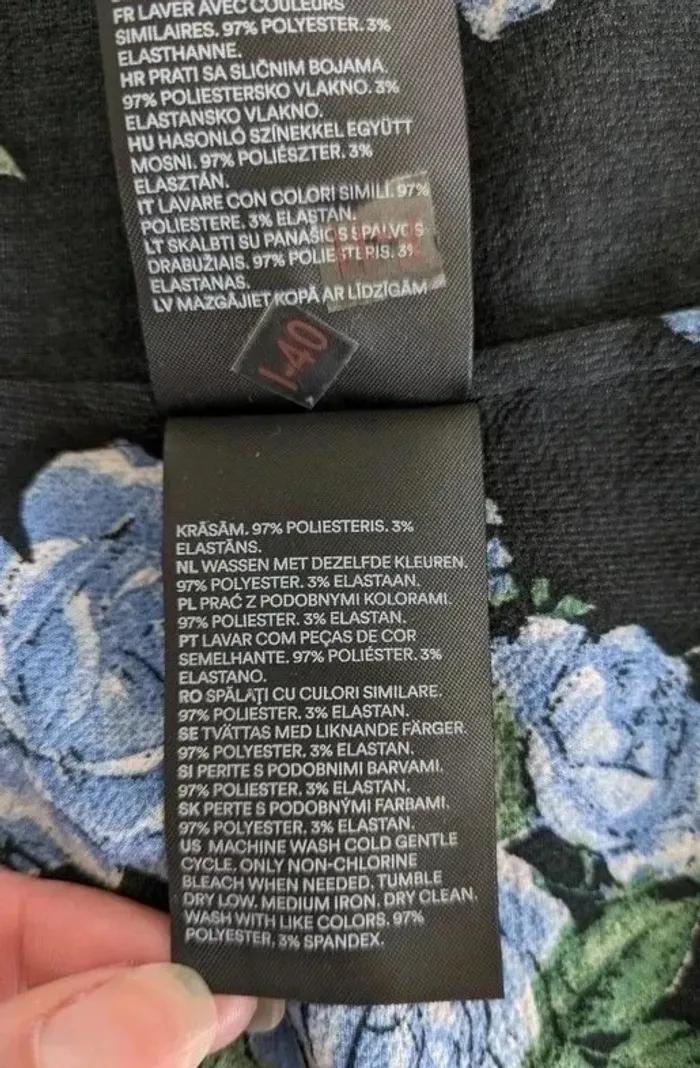 FR LAVER AVEC COULEURS
SIMILAIRES. 97% POLYESTER. 3%
ELASTHANNE.
HR PRATI SA SLIČNIM BOJAMA.
97% POLIESTERSKO VLAKNO. 3%
ELASTANSKO VLAKNO.
HU HASONLÓ SZÍNEKKEL EGYÜTT
MOSNI. 97% POLIÉSZTER. 3%
ELASZTÁN.
IT LAVARE CON COLORI SIMILI. 97%
POLIESTERE. 3% ELASTAN.
LT SKALBTI SU PANAŠIOS SPALVOS
DRABUŽIAIS. 97% POLIESTERIS. 3%
ELASTANAS.
LV MAZGĀJIET KOPĀ AR LĪDZĪGĀM
I-40
KRĀSĀM. 97% POLIESTERIS. 3%
ELASTĀNS.
NL WASSEN MET DEZELFDE KLEUREN.
97% POLYESTER. 3% ELASTAAN.
PL PRAĆ Z PODOBNYMI KOLORAMI.
97% POLIESTER. 3% ELASTAN.
PT LAVAR COM PEÇAS DE COR
SEMELHANTE. 97% POLIÉSTER. 3%
ELASTANO.
RO SPĂLAȚI CU CULORI SIMILARE.
97% POLIESTER. 3% ELASTAN.
SE TVÄTTAS MED LIKNANDE FÄRGER.
97% POLYESTER. 3% ELASTAN.
SI PERITE S PODOBNIMI BARVAMI.
97% POLIESTER. 3% ELASTAN.
SK PERTE S PODOBNÝMI FARBAMI.
97% POLYESTER. 3% ELASTAN.
US MACHINE WASH COLD GENTLE
CYCLE. ONLY NON-CHLORINE
BLEACH WHEN NEEDED. TUMBLE
DRY LOW. MEDIUM IRON. DRY CLEAN.
WASH WITH LIKE COLORS. 97%
POLYESTER. 3% SPANDEX.